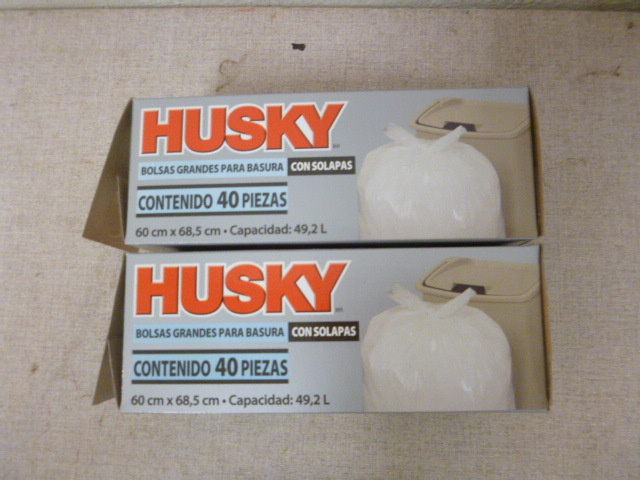 HUSKY
BOLSAS GRANDES PARA BASURA CON SOLAPAS
CONTENIDO 40 PIEZAS
60 cm x 68,5 cm • Capacidad: 49,2 L
HUSKY
BOLSAS GRANDES PARA BASURA CON SOLAPAS
CONTENIDO 40 PIEZAS
60 cm x 68,5 cm • Capacidad: 49,2 L